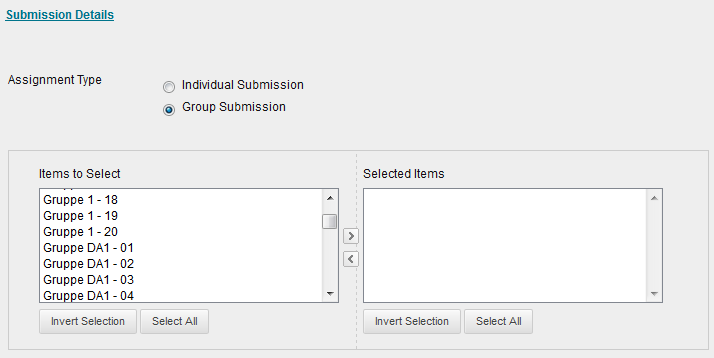 Submission Details
Assignment Type
Individual Submission
Group Submission
Items to Select
Selected Items
Gruppe 1 - 18
Gruppe 1 - 19
Gruppe 1 - 20
Gruppe DA1 - 01
Gruppe DA1 - 02
Gruppe DA1 - 03
Gruppe DA1 - 04
Invert Selection
Select All
Invert Selection
Select All